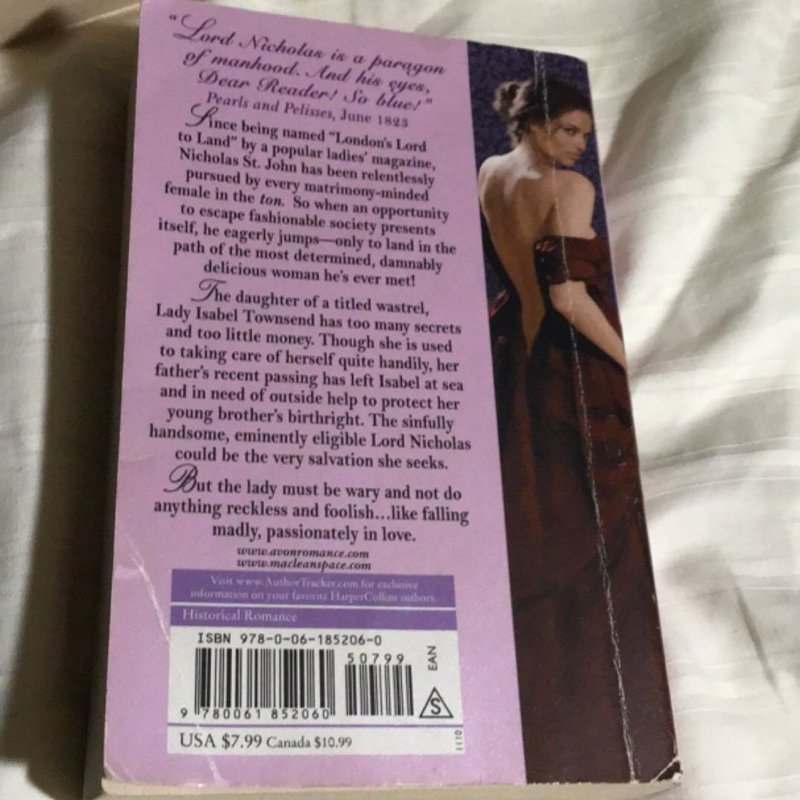 "Lord Nicholas is a paragon
of manhood. And his eyes,
Dear Reader! So blue!"
Pearls and Pelisses, June 1823
Since being named "London's Lord
to Land" by a popular ladies' magazine,
Nicholas St. John has been relentlessly
pursued by every matrimony-minded
female in the ton. So when an opportunity
to escape fashionable society presents
itself, he eagerly jumps—only to land in the
path of the most determined, damnably
delicious woman he's ever met!
The daughter of a titled wastrel,
Lady Isabel Townsend has too many secrets
and too little money. Though she is used
to taking care of herself quite handily, her
father's recent passing has left Isabel at sea
and in need of outside help to protect her
young brother's birthright. The sinfully
handsome, eminently eligible Lord Nicholas
could be the very salvation she seeks.
But the lady must be wary and not do
anything reckless and foolish...like falling
madly, passionately in love.
www.avonromance.com
www.macleanspace.com
Visit www.AuthorTracker.com for exclusive
information on your favorite HarperCollins authors.
Historical Romance
ISBN 978-0-06-185206-0
50799
EAN
S
9 780061 852060
USA $7.99 Canada $10.99
1110